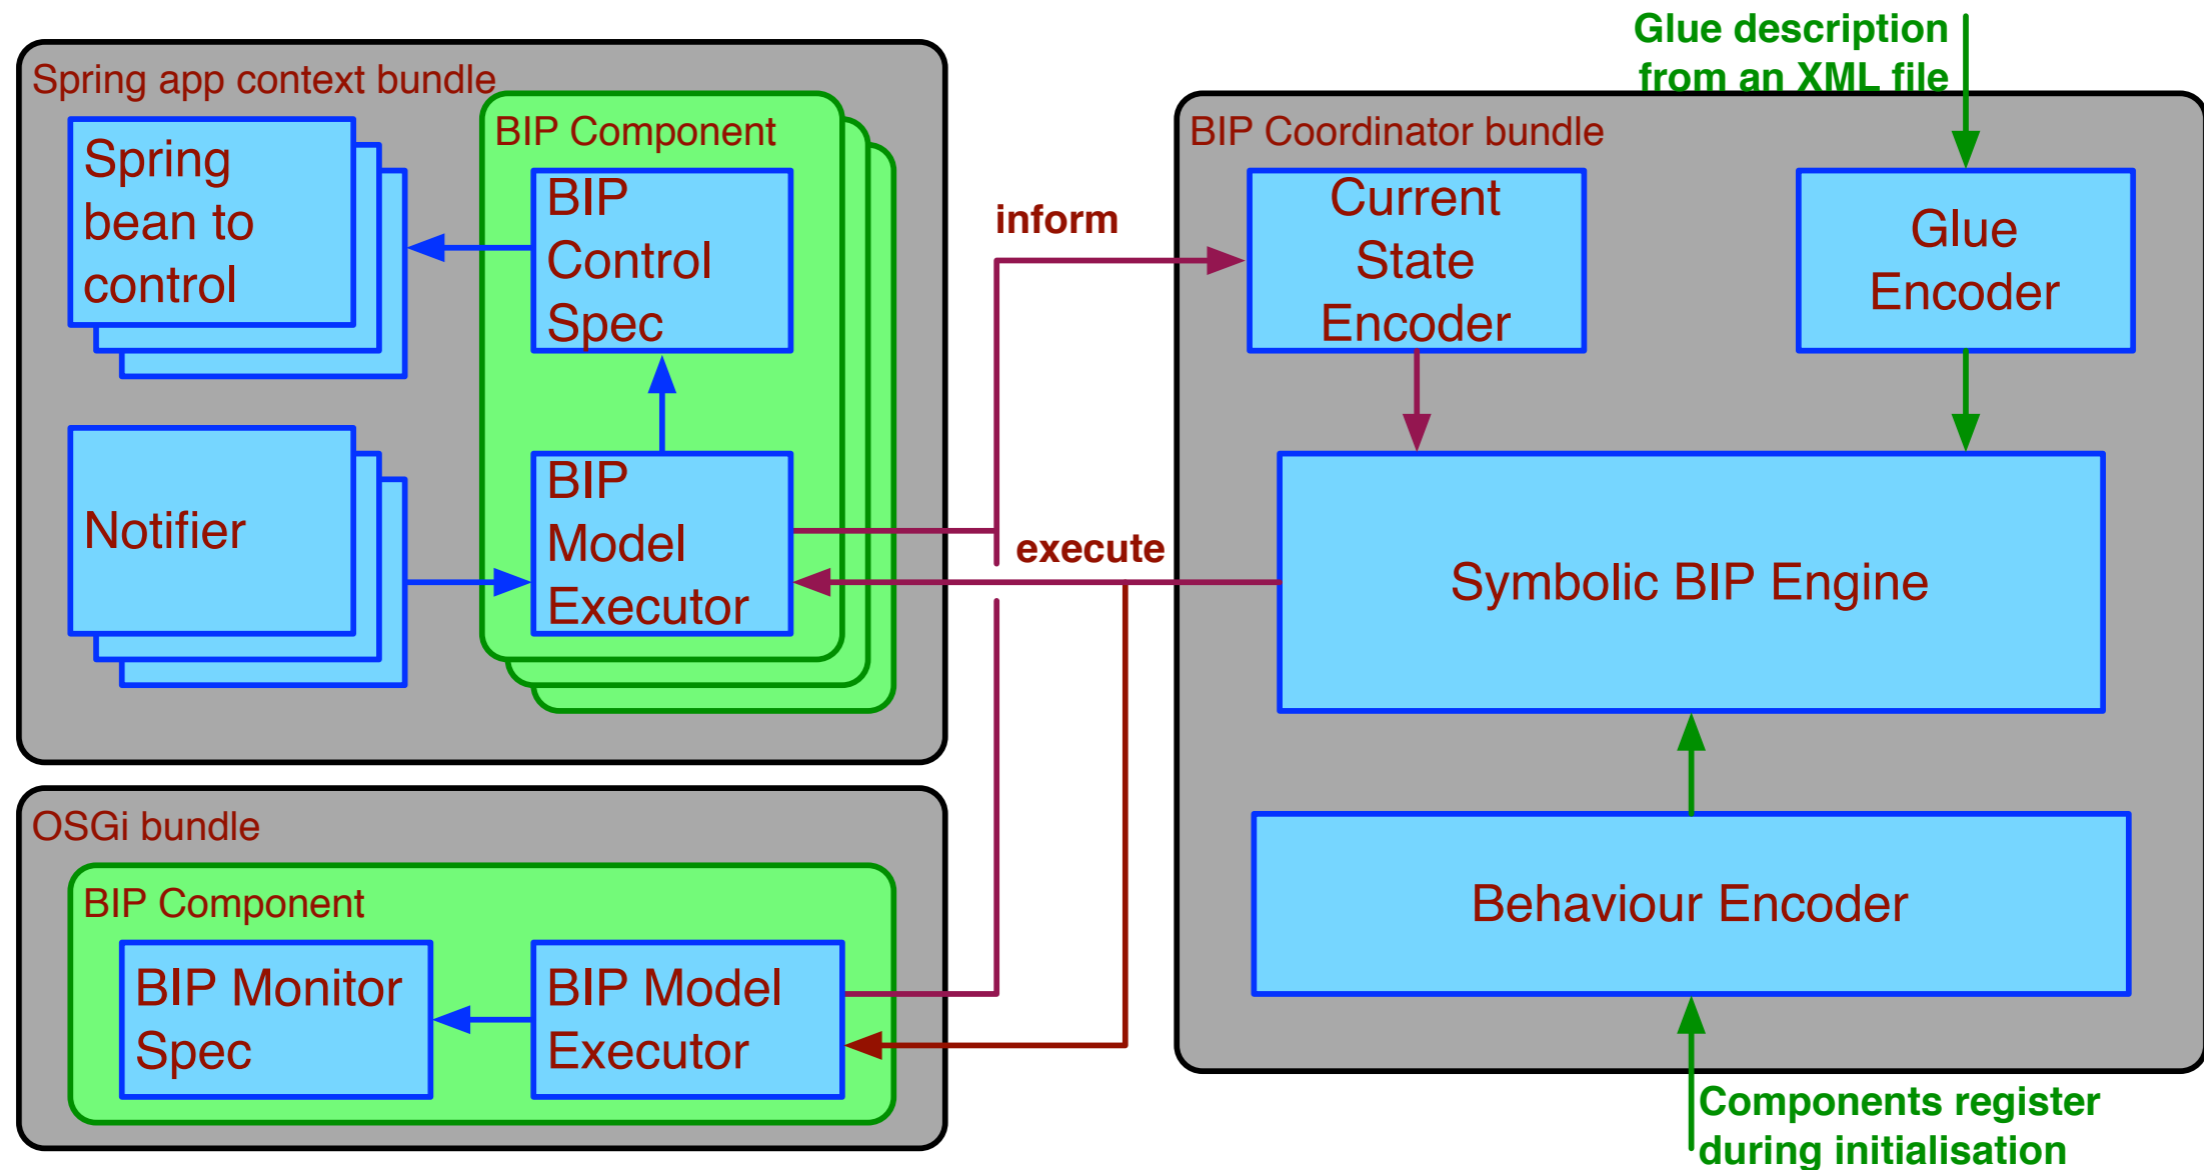 Glue description
from an XML file
Spring app context bundle
BIP Component
Spring
bean to
control
BIP
Control
Spec
Notifier
BIP
Model
Executor
inform
execute
BIP Coordinator bundle
Current
State
Encoder
Glue
Encoder
Symbolic BIP Engine
Behaviour Encoder
OSGi bundle
BIP Component
BIP Monitor
Spec
BIP Model
Executor
Components register
during initialisation